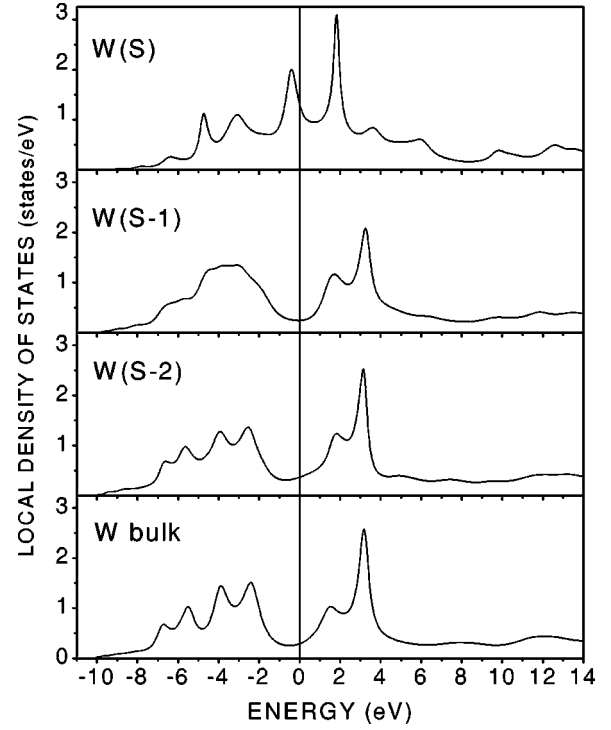 3
W(S)
2
1
3
W(S-1)
2
1
3
W(S-2)
2
1
3
W bulk
2
1
0
-10 -8 -6 -4 -2 0 2 4 6 8 10 12 14
ENERGY (eV)
LOCAL DENSITY OF STATES (states/eV)